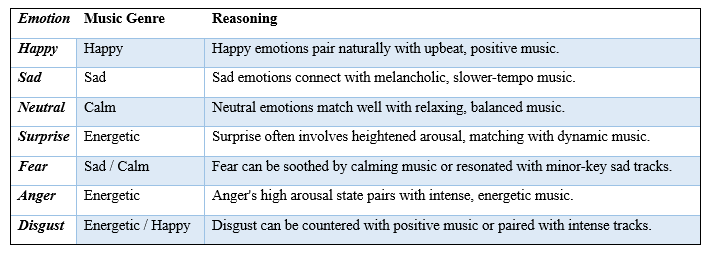 Emotion Music Genre Reasoning
Happy Happy Happy emotions pair naturally with upbeat, positive music.
Sad Sad Sad emotions connect with melancholic, slower-tempo music.
Neutral Calm Neutral emotions match well with relaxing, balanced music.
Surprise Energetic Surprise often involves heightened arousal, matching with dynamic music.
Fear Sad / Calm Fear can be soothed by calming music or resonated with minor-key sad tracks.
Anger Energetic Anger's high arousal state pairs with intense, energetic music.
Disgust Energetic / Happy Disgust can be countered with positive music or paired with intense tracks.